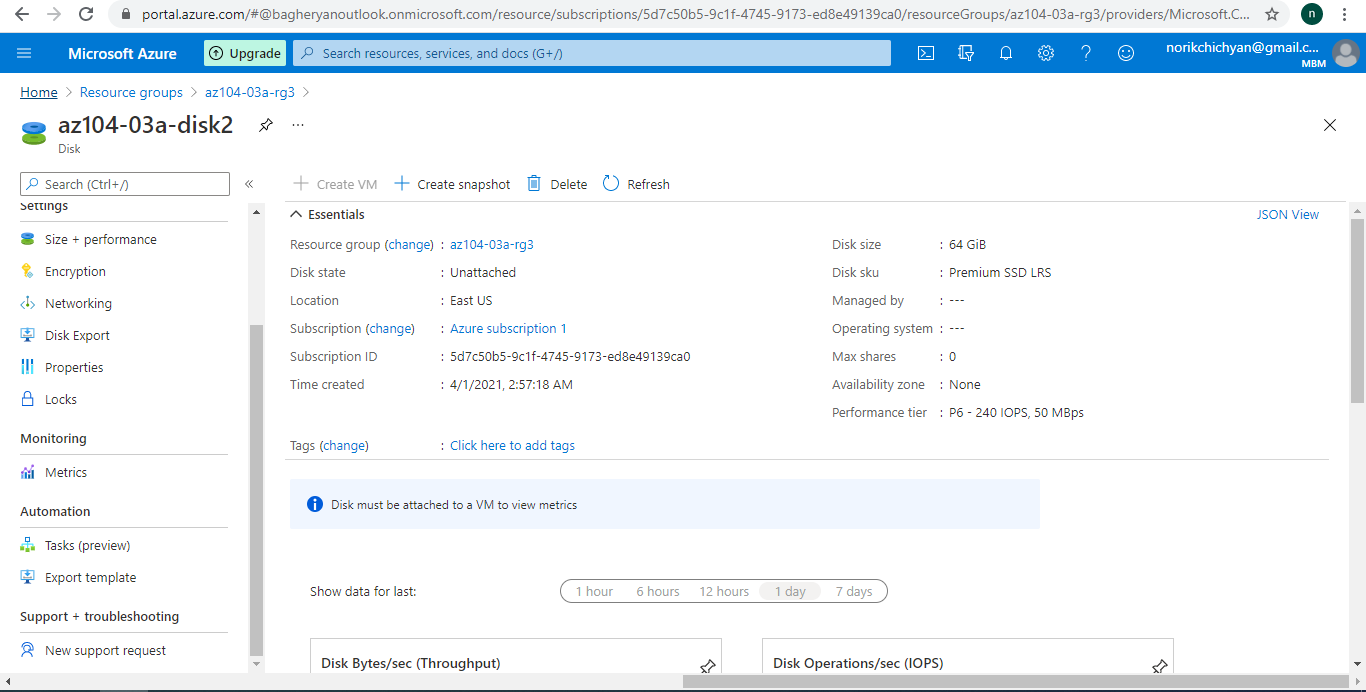 portal.azure.com/#@bagheryanoutlook.onmicrosoft.com/resource/subscriptions/5d7c50b5-9c1f-4745-9173-ed8e49139ca0/resourceGroups/az104-03a-rg3/providers/Microsoft.C...
n
Microsoft Azure
Upgrade
Search resources, services, and docs (G+/)
norikchichyan@gmail.c...
MBM
Home > Resource groups > az104-03a-rg3 >
az104-03a-disk2
...
Disk
Search (Ctrl+/)
«
Settings
Size + performance
Encryption
Networking
Disk Export
Properties
Locks
Monitoring
Metrics
Automation
Tasks (preview)
Export template
Support + troubleshooting
New support request
Create VM
Create snapshot
Delete
Refresh
Essentials
JSON View
Resource group (change) : az104-03a-rg3
Disk state : Unattached
Location : East US
Subscription (change) : Azure subscription 1
Subscription ID : 5d7c50b5-9c1f-4745-9173-ed8e49139ca0
Time created : 4/1/2021, 2:57:18 AM
Disk size : 64 GiB
Disk sku : Premium SSD LRS
Managed by : ---
Operating system : ---
Max shares : 0
Availability zone : None
Performance tier : P6 - 240 IOPS, 50 MBps
Tags (change) : Click here to add tags
Disk must be attached to a VM to view metrics
Show data for last:
1 hour
6 hours
12 hours
1 day
7 days
Disk Bytes/sec (Throughput)
Disk Operations/sec (IOPS)